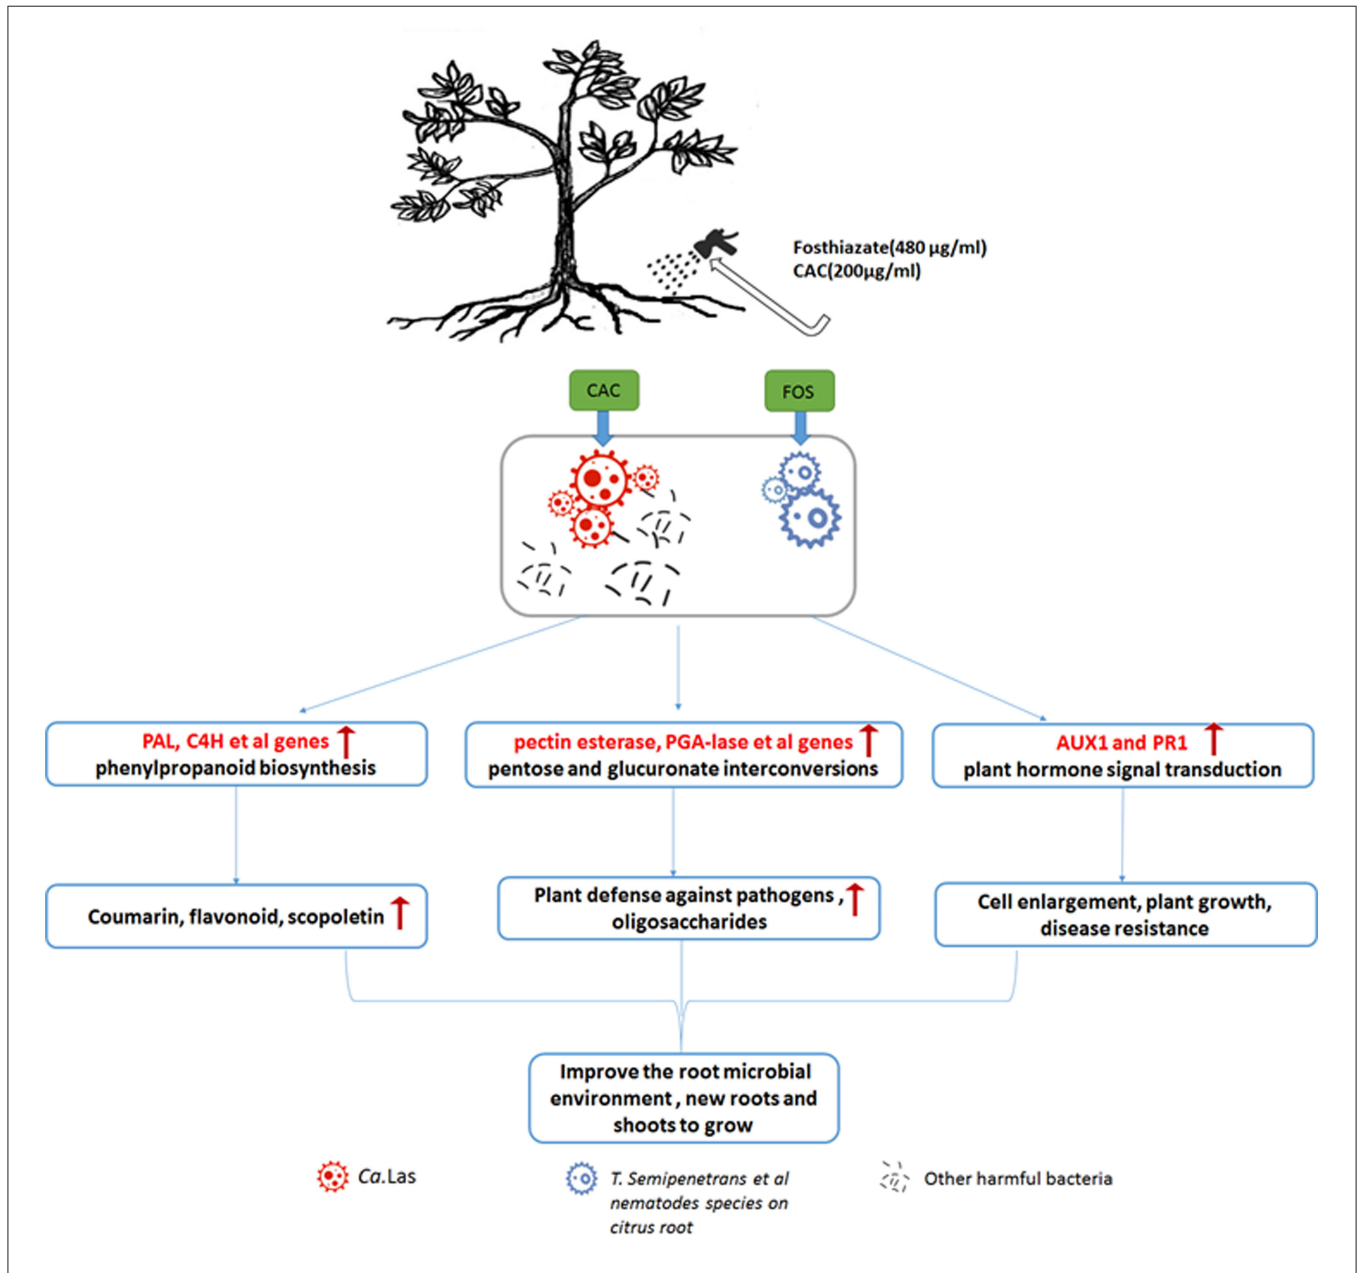 Fosthiazate(480 µg/ml)
CAC(200µg/ml)
CAC
FOS
PAL, C4H et al genes
phenylpropanoid biosynthesis
pectin esterase, PGA-lase et al genes
pentose and glucuronate interconversions
AUX1 and PR1
plant hormone signal transduction
Coumarin, flavonoid, scopoletin
Plant defense against pathogens ,
oligosaccharides
Cell enlargement, plant growth,
disease resistance
Improve the root microbial
environment , new roots and
shoots to grow
Ca.Las
T. Semipenetrans et al
nematodes species on
citrus root
Other harmful bacteria